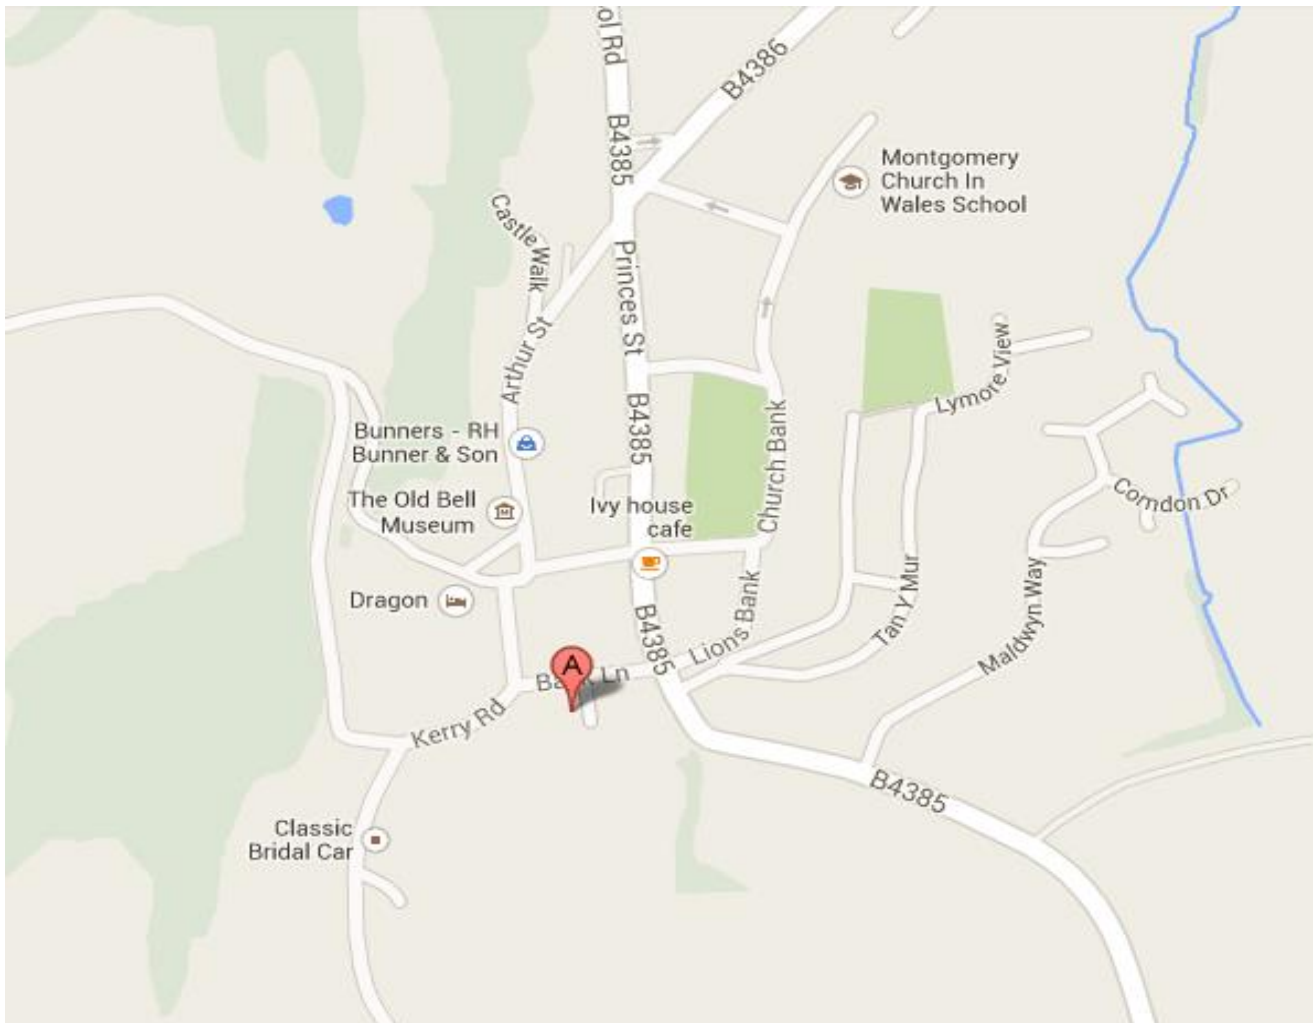 ol Rd
B4386
B4385
Montgomery
Church In
Wales School
Castle Walk
Princes St
Arthur St
Lymore View
B4385
Bunners - RH
Bunner & Son
Church Bank
The Old Bell
Museum
Ivy house
cafe
Corndon Dr
Dragon
Lions Bank
Tan Y Mur
Maldwyn Way
B4385
A
Bank Ln
Kerry Rd
B4385
Classic
Bridal Car